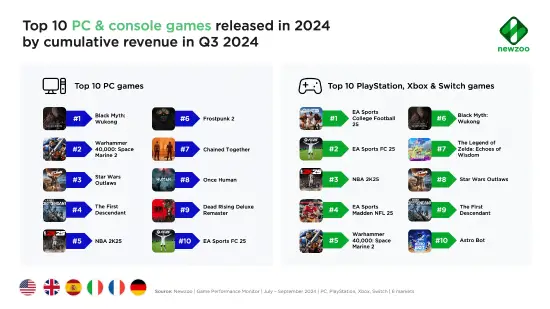 Top 10 PC & console games released in 2024
by cumulative revenue in Q3 2024
newzoo
Top 10 PC games
#1
Black Myth:
Wukong
#2
Warhammer
40,000: Space
Marine 2
#3
Star Wars
Outlaws
#4
The First
Descendant
#5
NBA 2K25
#6
Frostpunk 2
#7
Chained Together
#8
Once Human
#9
Dead Rising Deluxe
Remaster
#10
EA Sports FC 25
Top 10 PlayStation, Xbox & Switch games
#1
EA Sports
College Football
25
#2
EA Sports FC 25
#3
NBA 2K25
#4
EA Sports
Madden NFL 25
#5
Warhammer
40,000: Space
Marine 2
#6
Black Myth:
Wukong
#7
The Legend of
Zelda: Echoes of
Wisdom
#8
Star Wars Outlaws
#9
The First
Descendant
#10
Astro Bot
Source: Newzoo | Game Performance Monitor | July - September 2024 | PC, PlayStation, Xbox, Switch | 6 markets